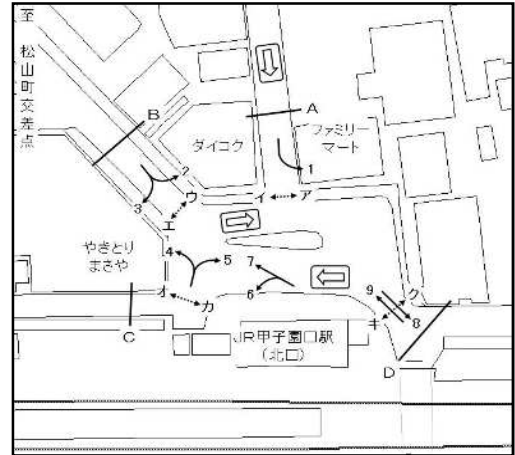 至
松山町交差点
B
A
ダイコク
ファミリー
マート
1
2
3
ウ
イ
ア
エ
やきとり
まさや
4
5
7
6
9
8
ク
キ
オ
カ
C
JR甲子園口駅
(北口)
D